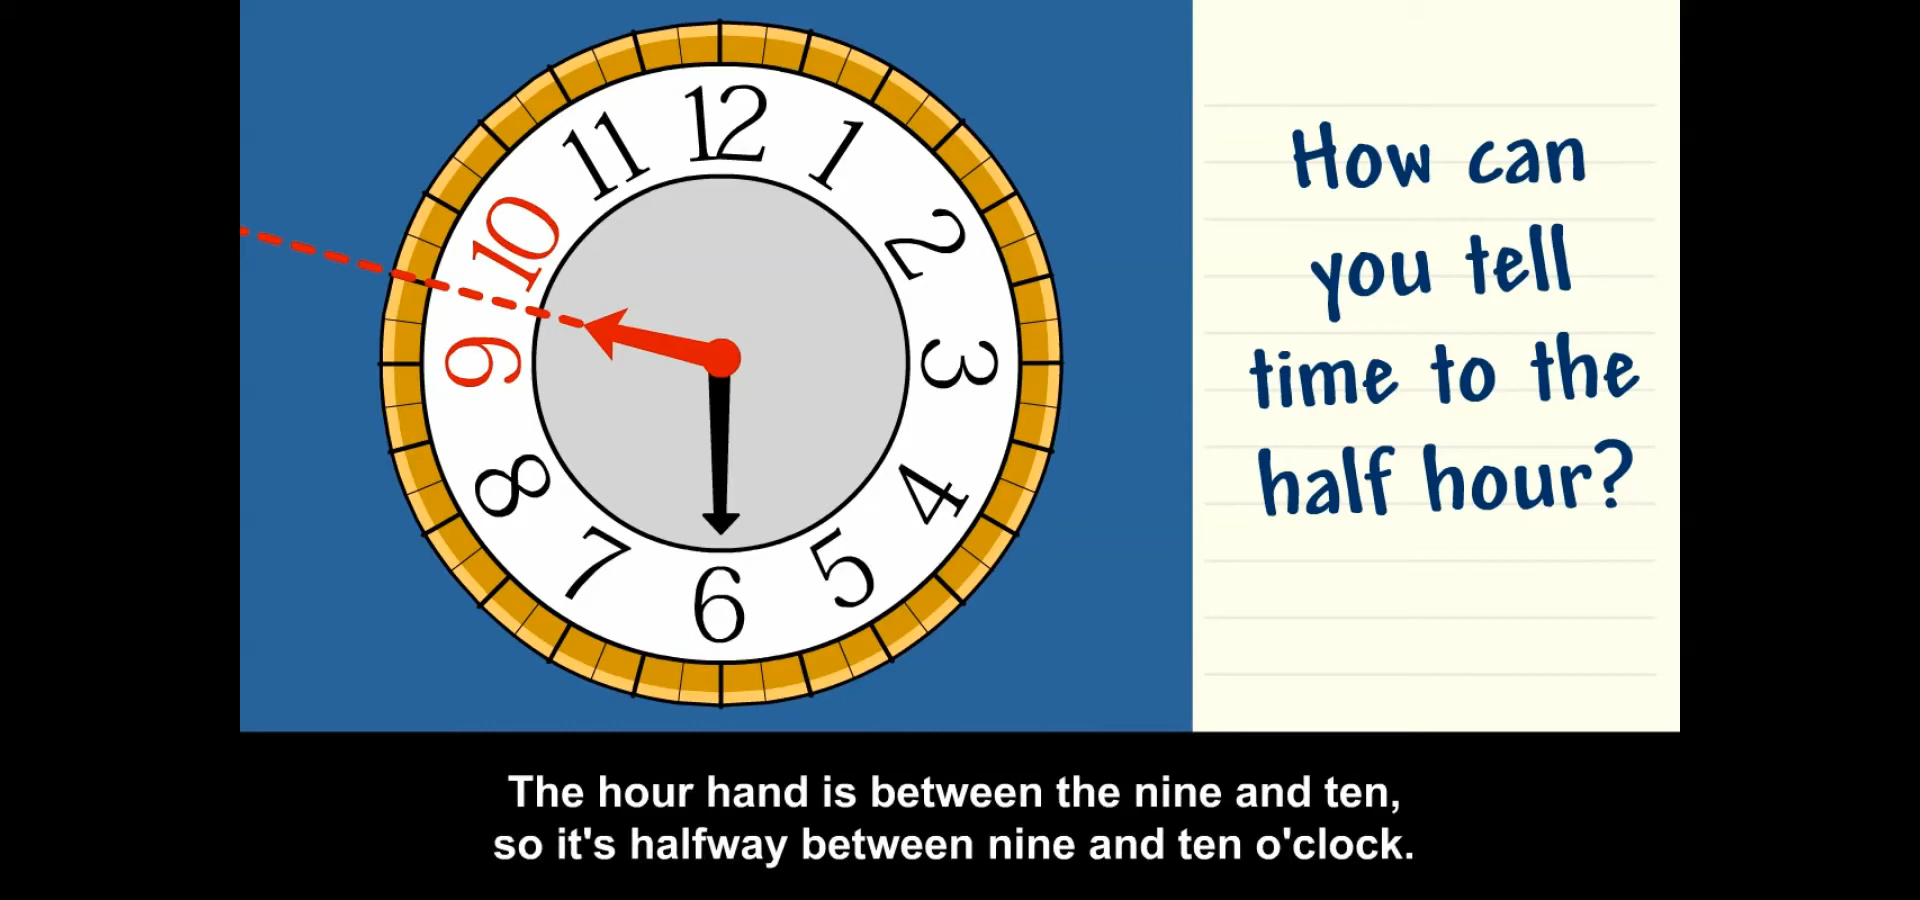 12
1
2
3
4
5
6
7
8
9
10
11
How can
you tell
time to the
half hour?
The hour hand is between the nine and ten,
so it's halfway between nine and ten o'clock.